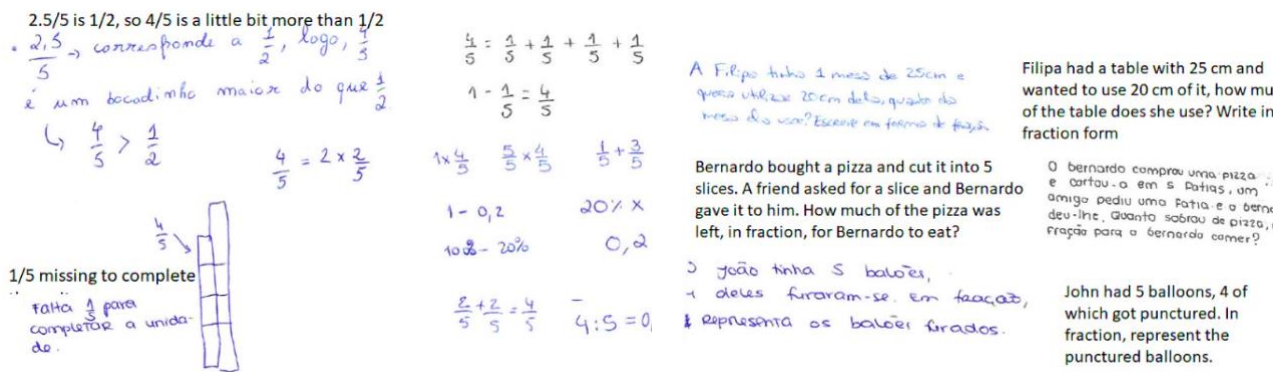 2.5/5 is 1/2, so 4/5 is a little bit more than 1/2
. 2,5/5 → corresponde a 1/2, logo, 4/5
é um bocadinho maior do que 1/2
↳ 4/5 > 1/2
4/5 = 2 x 2/5
4/5
1/5 missing to complete
Falta 1/5 para
completar a unida-
de.
4/5 = 1/5 + 1/5 + 1/5 + 1/5
1 - 1/5 = 4/5
1x 4/5 5/5 x 4/5 1/5 + 3/5
1 - 0,2 20% x
- 20% 0,2
2/5 + 2/5 = 4/5 4:5 = 0,
A Filipa tinha 1 mesa de 25cm e
utilizar 20cm dela, quanto da
mesa ela usa? Escreve em forma de fração
Filipa had a table with 25 cm and
wanted to use 20 cm of it, how mu
of the table does she use? Write in
fraction form
Bernardo bought a pizza and cut it into 5
slices. A friend asked for a slice and Bernardo
gave it to him. How much of the pizza was
left, in fraction, for Bernardo to eat?
O bernardo comprou uma pizza
e cortou-a em 5 fatias, um
amigo pediu uma fatia e o berna
deu-lhe. Quanto sobrou de pizza,
fração para o bernardo comer?
João tinha 5 balões,
deles furaram-se. em fração,
representa os balões furados.
John had 5 balloons, 4 of
which got punctured. In
fraction, represent the
punctured balloons.